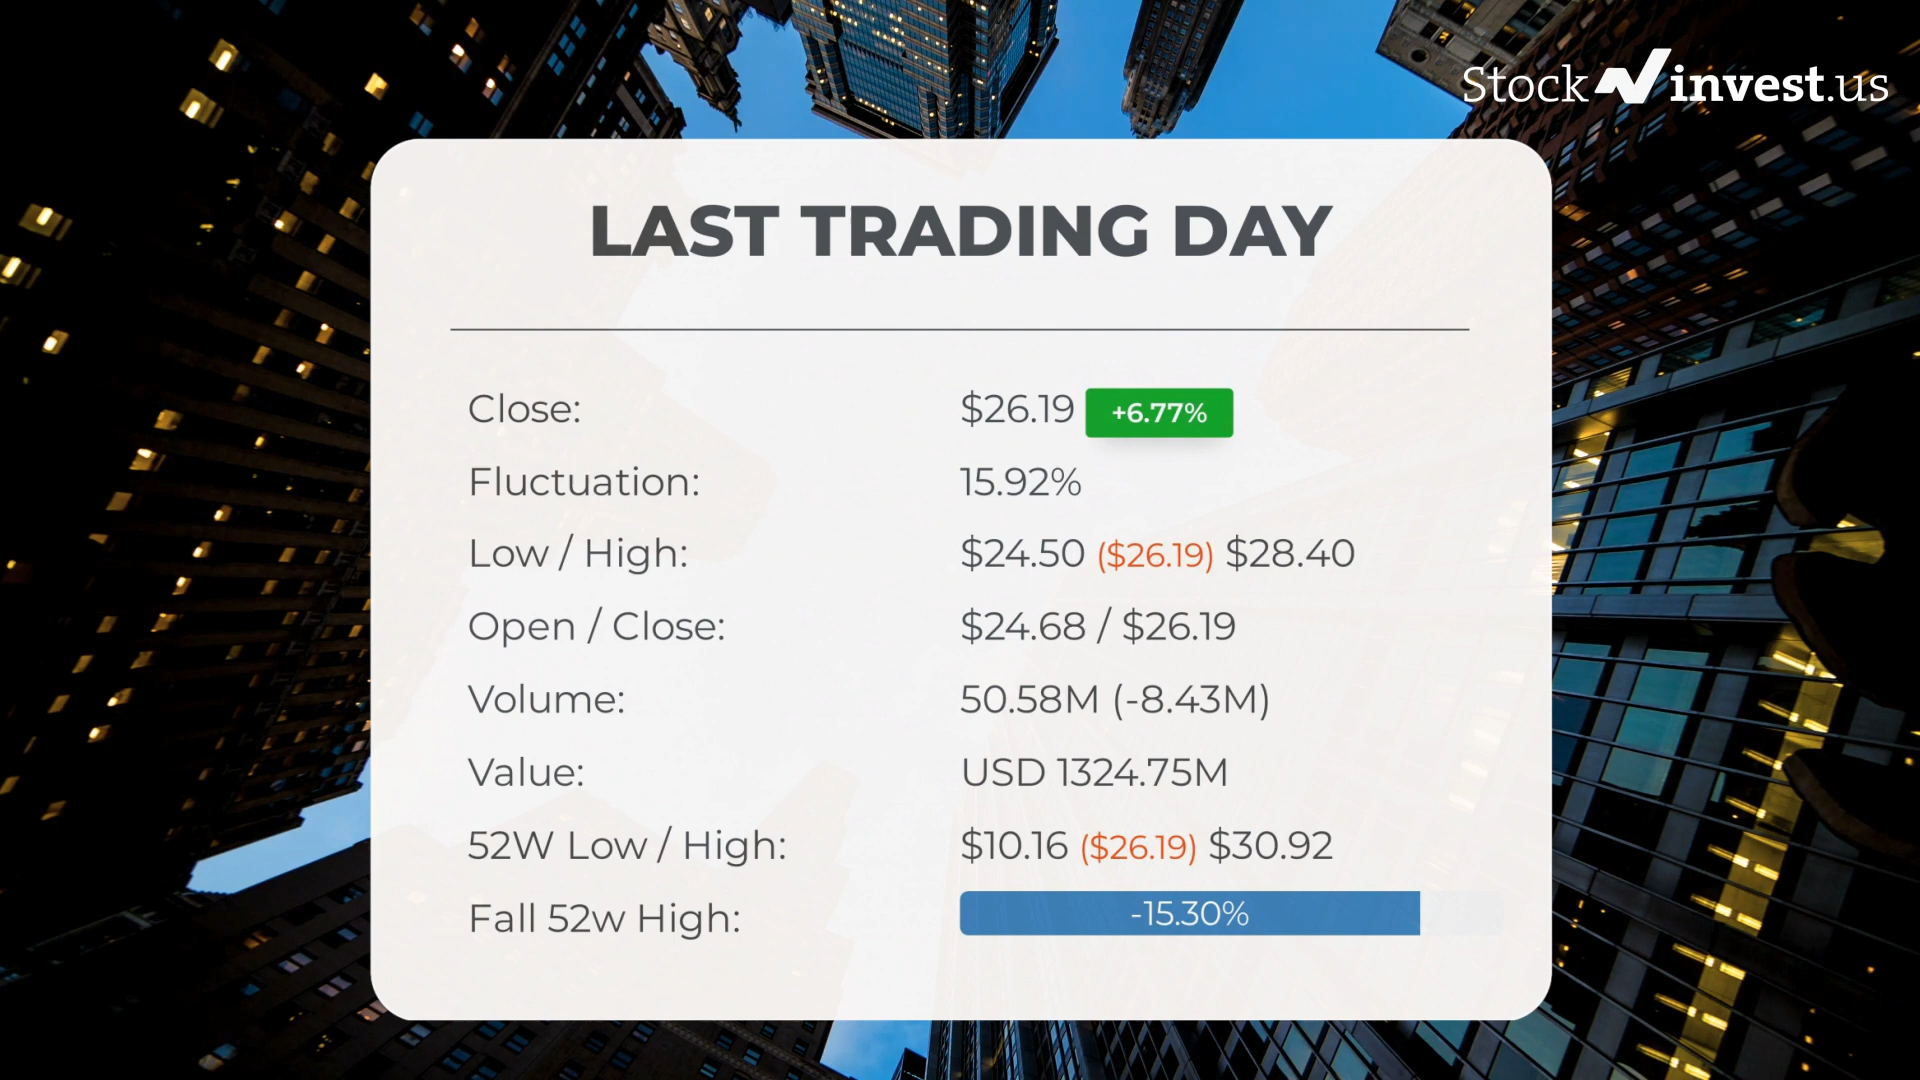 Stock invest.us
LAST TRADING DAY
Close: $26.19 +6.77%
Fluctuation: 15.92%
Low / High: $24.50 ($26.19) $28.40
Open / Close: $24.68 / $26.19
Volume: 50.58M (-8.43M)
Value: USD 1324.75M
52W Low / High: $10.16 ($26.19) $30.92
Fall 52w High: -15.30%